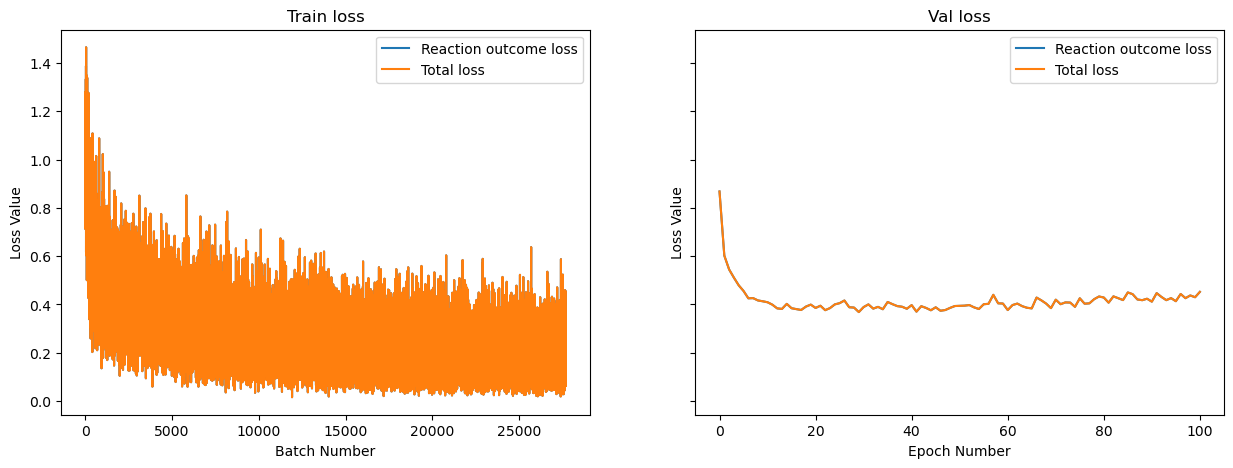 Train loss
Reaction outcome loss
Total loss
Loss Value
1.4
1.2
1.0
0.8
0.6
0.4
0.2
0.0
0
5000
10000
15000
20000
25000
Batch Number
Val loss
Reaction outcome loss
Total loss
Loss Value
0
20
40
60
80
100
Epoch Number